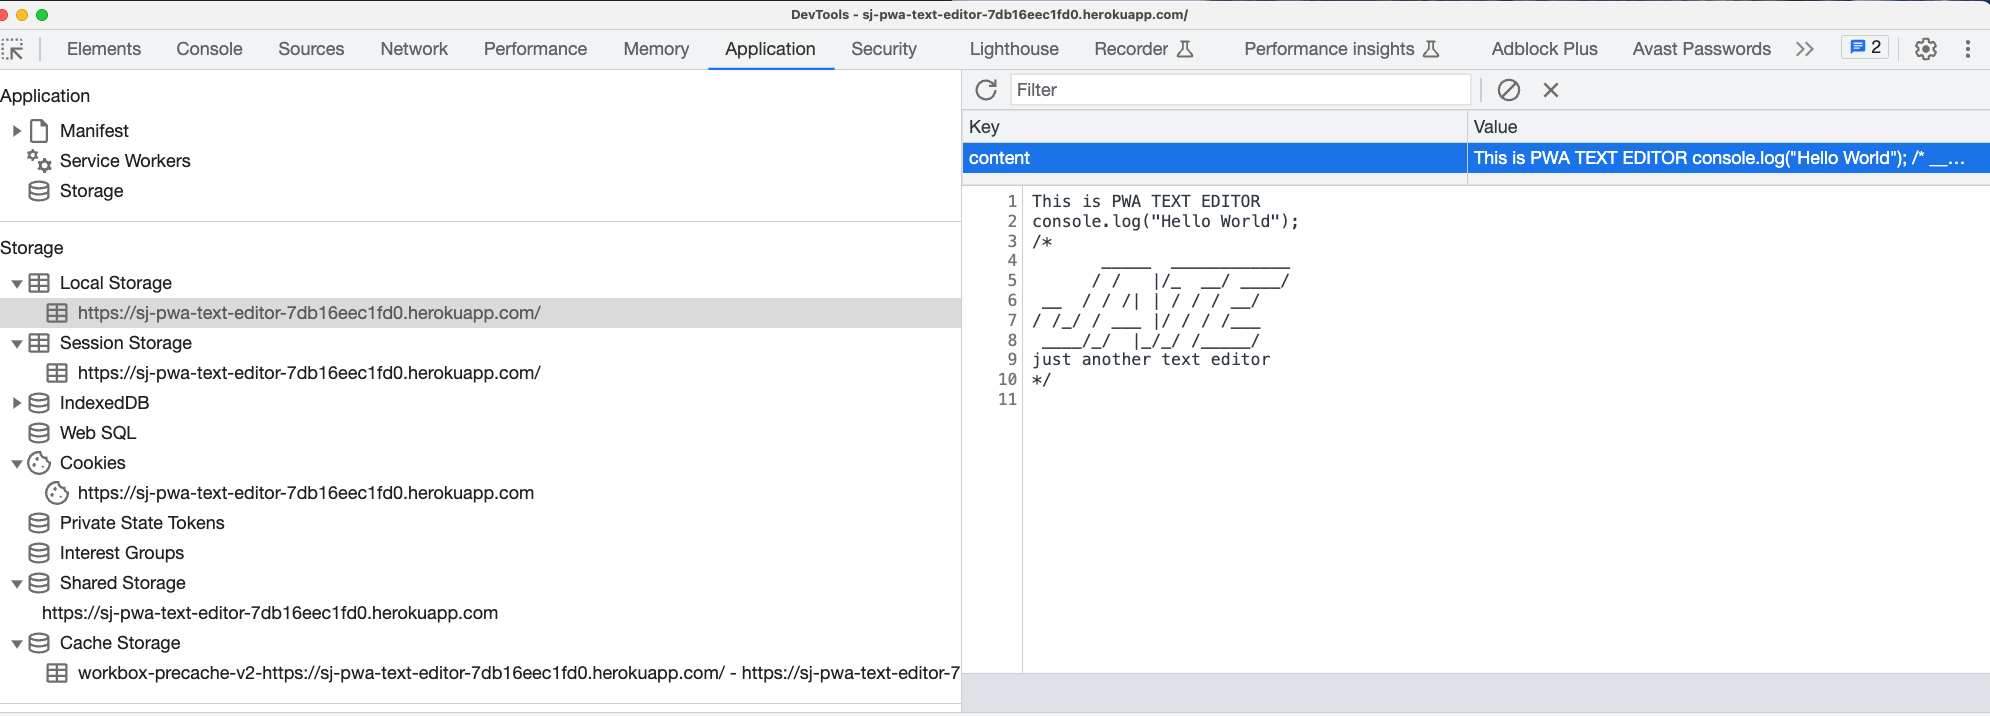 DevTools - sj-pwa-text-editor-7db16eec1fd0.herokuapp.com/
Elements Console Sources Network Performance Memory Application Security Lighthouse Recorder Performance insights Adblock Plus Avast Passwords 2
Application
Manifest
Service Workers
Storage
Storage
Local Storage
https://sj-pwa-text-editor-7db16eec1fd0.herokuapp.com/
Session Storage
https://sj-pwa-text-editor-7db16eec1fd0.herokuapp.com/
IndexedDB
Web SQL
Cookies
https://sj-pwa-text-editor-7db16eec1fd0.herokuapp.com
Private State Tokens
Interest Groups
Shared Storage
https://sj-pwa-text-editor-7db16eec1fd0.herokuapp.com
Cache Storage
workbox-precache-v2-https://sj-pwa-text-editor-7db16eec1fd0.herokuapp.com/ - https://sj-pwa-text-editor-7
Filter
Key Value
content This is PWA TEXT EDITOR console.log("Hello World"); /* __…
1 This is PWA TEXT EDITOR
2 console.log("Hello World");
3 /*
4        _____  ____________
5       / /   |/_  __/ ____/
6  __  / / /| | / / / __/
7 / /_/ / ___ |/ / / /___
8  ____/_/  |_/_/ /_____/
9 just another text editor
10 */
11